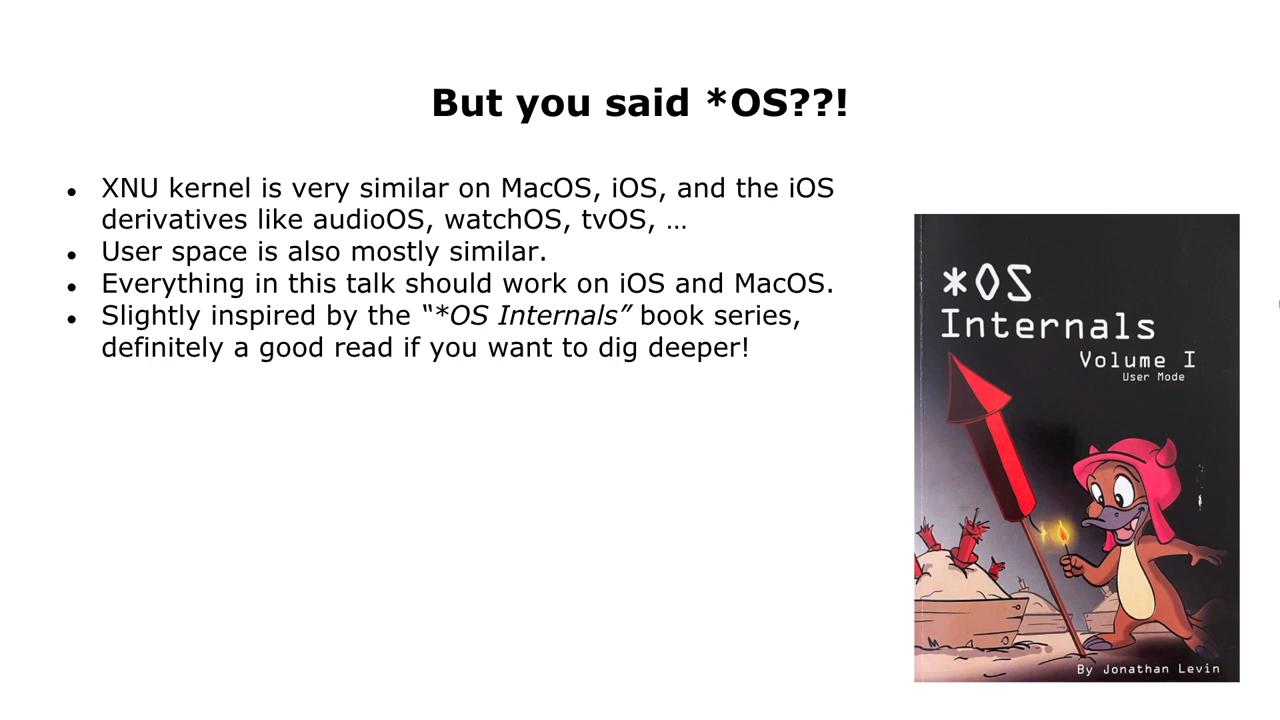 But you said *OS??!
XNU kernel is very similar on MacOS, iOS, and the iOS
derivatives like audioOS, watchOS, tvOS, …
User space is also mostly similar.
Everything in this talk should work on iOS and MacOS.
Slightly inspired by the “*OS Internals” book series,
definitely a good read if you want to dig deeper!
*OS
Internals
Volume I
User Mode
By Jonathan Levin